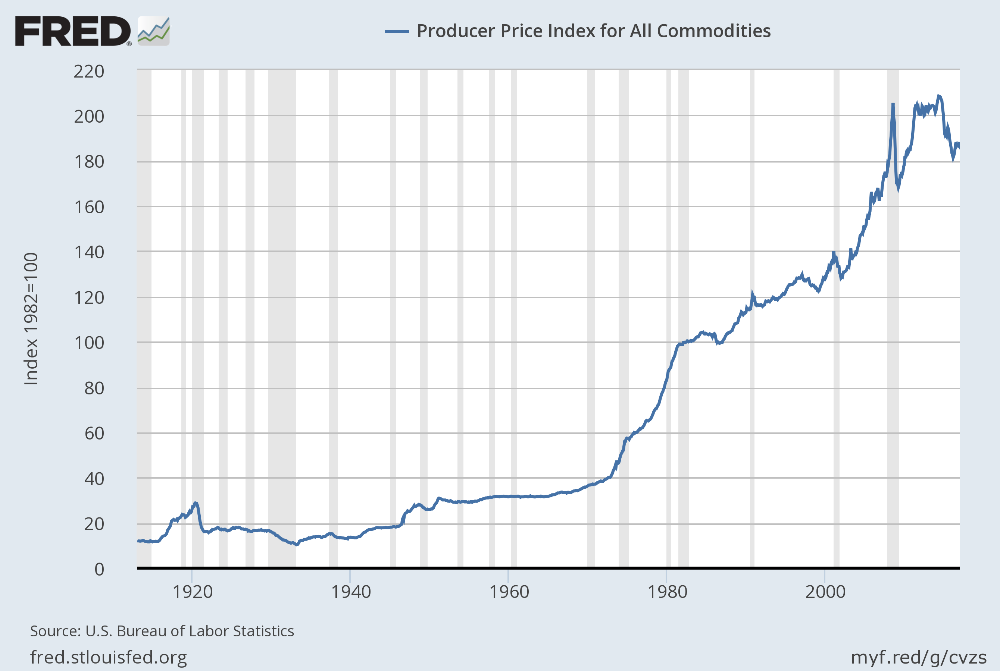 FRED®
Producer Price Index for All Commodities
220
200
180
160
140
120
100
80
60
40
20
0
Index 1982=100
1920 1940 1960 1980 2000
Source: U.S. Bureau of Labor Statistics
fred.stlouisfed.org
myf.red/g/cvzs